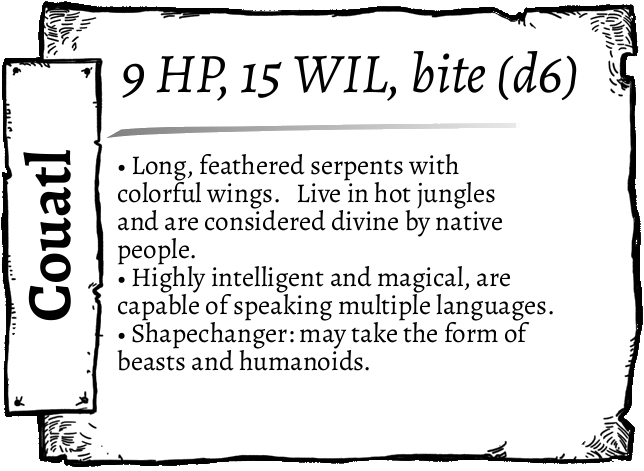 Couatl
9 HP, 15 WIL, bite (d6)
• Long, feathered serpents with
colorful wings.   Live in hot jungles
and are considered divine by native
people.
• Highly intelligent and magical, are
capable of speaking multiple languages.
• Shapechanger: may take the form of
beasts and humanoids.